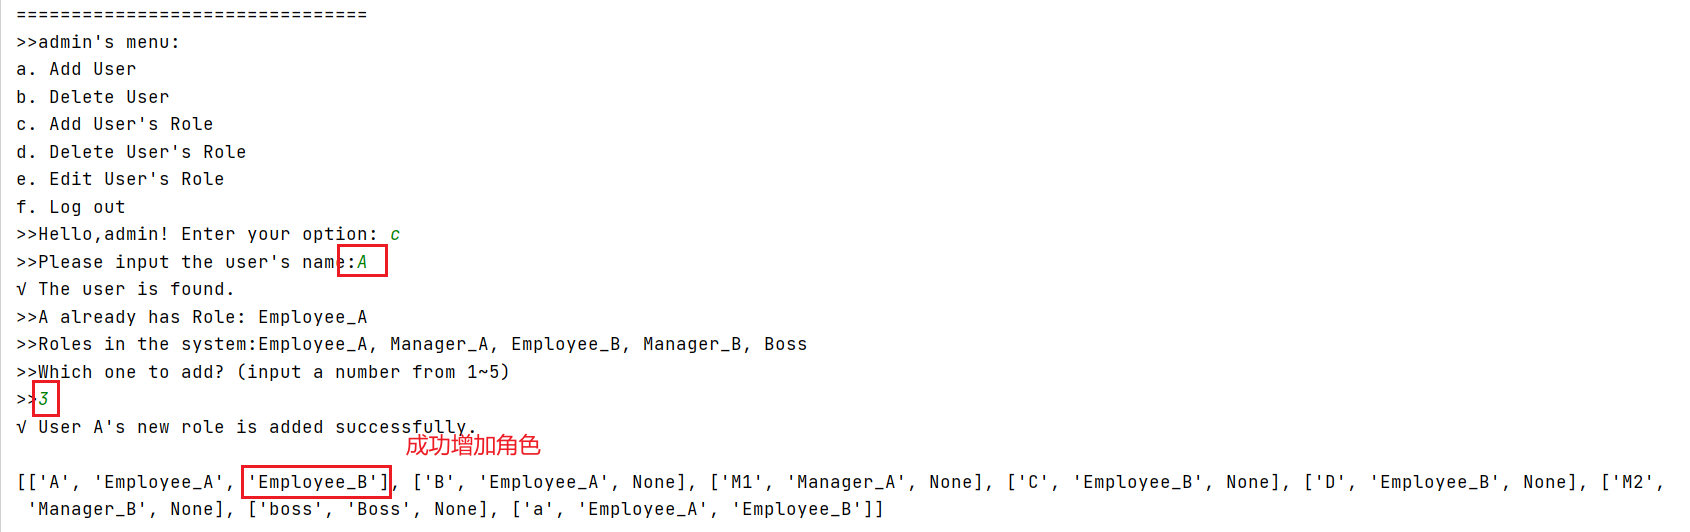 ================================
>>admin's menu:
a. Add User
b. Delete User
c. Add User's Role
d. Delete User's Role
e. Edit User's Role
f. Log out
>>Hello,admin! Enter your option: c
>>Please input the user's name:A
√ The user is found.
>>A already has Role: Employee_A
>>Roles in the system:Employee_A, Manager_A, Employee_B, Manager_B, Boss
>>Which one to add? (input a number from 1~5)
>>3
√ User A's new role is added successfully.
成功增加角色
[['A', 'Employee_A', 'Employee_B'], ['B', 'Employee_A', None], ['M1', 'Manager_A', None], ['C', 'Employee_B', None], ['D', 'Employee_B', None], ['M2',
'Manager_B', None], ['boss', 'Boss', None], ['a', 'Employee_A', 'Employee_B']]